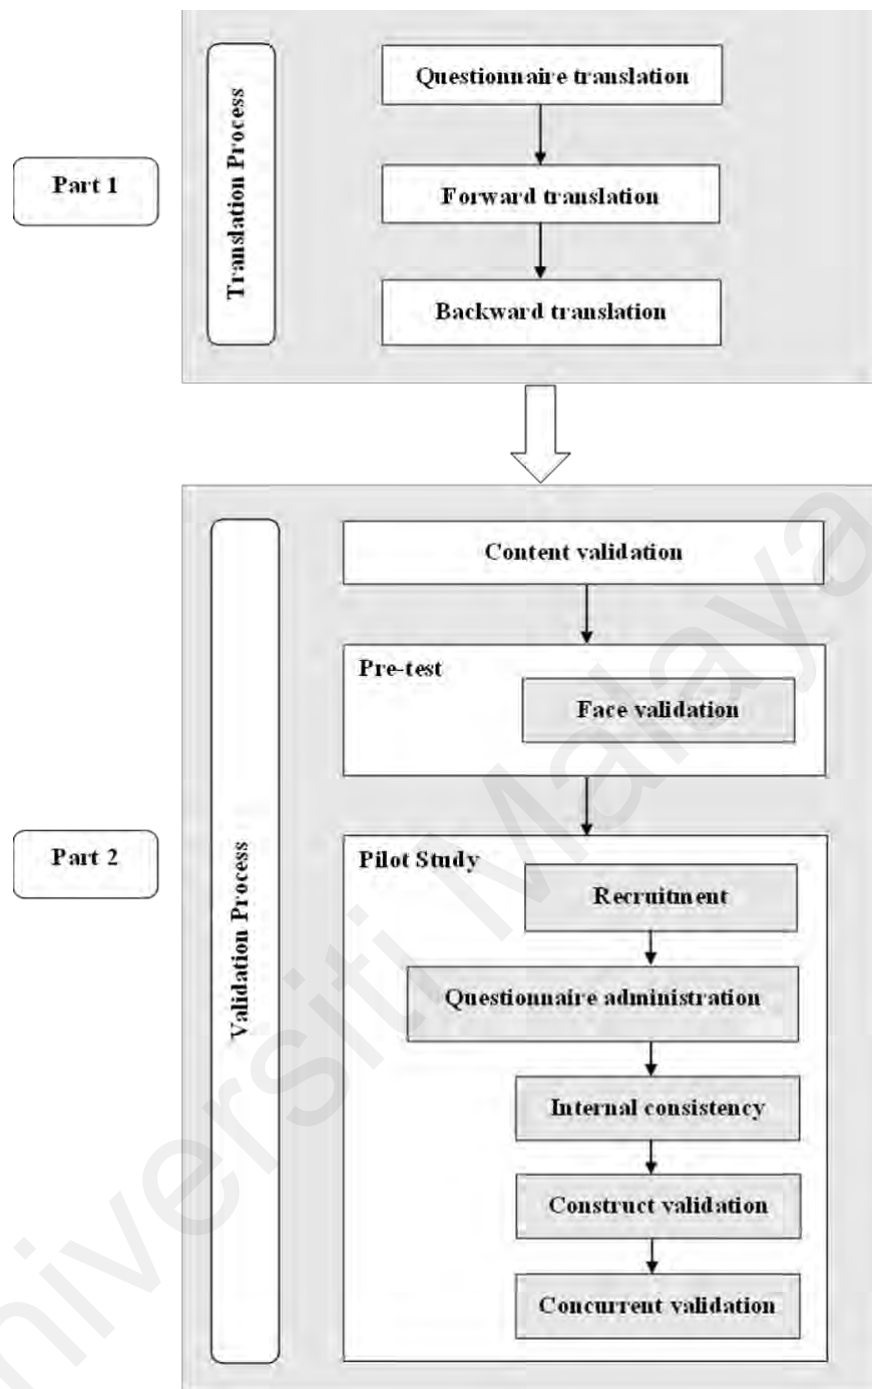 Part 1
Translation Process
Questionnaire translation
Forward translation
Backward translation
Part 2
Validation Process
Content validation
Pre-test
Face validation
Pilot Study
Recruitment
Questionnaire administration
Internal consistency
Construct validation
Concurrent validation
niversiti Malaya